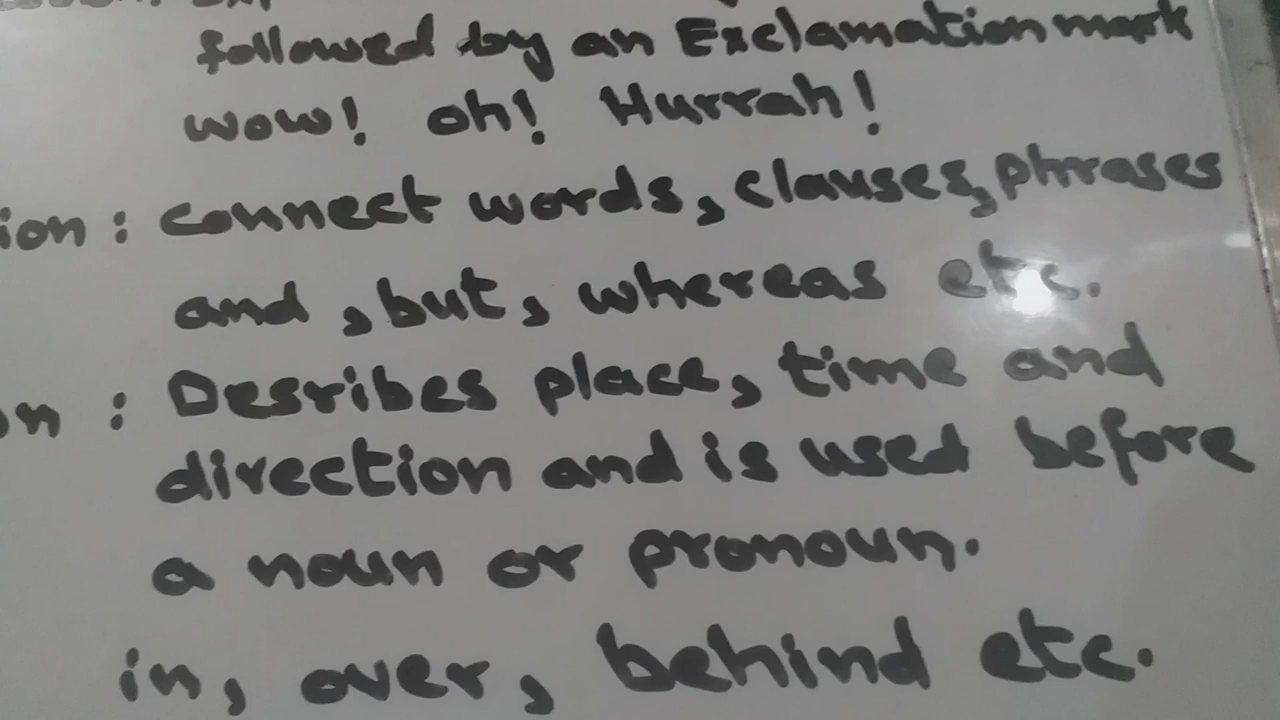 followed by an Exclamation mark
wow! oh! Hurrah!
ion : connect words, clauses, phrases
and, but, whereas etc.
on : Desribes place, time and
direction and is used before
a noun or pronoun.
in, over, behind etc.